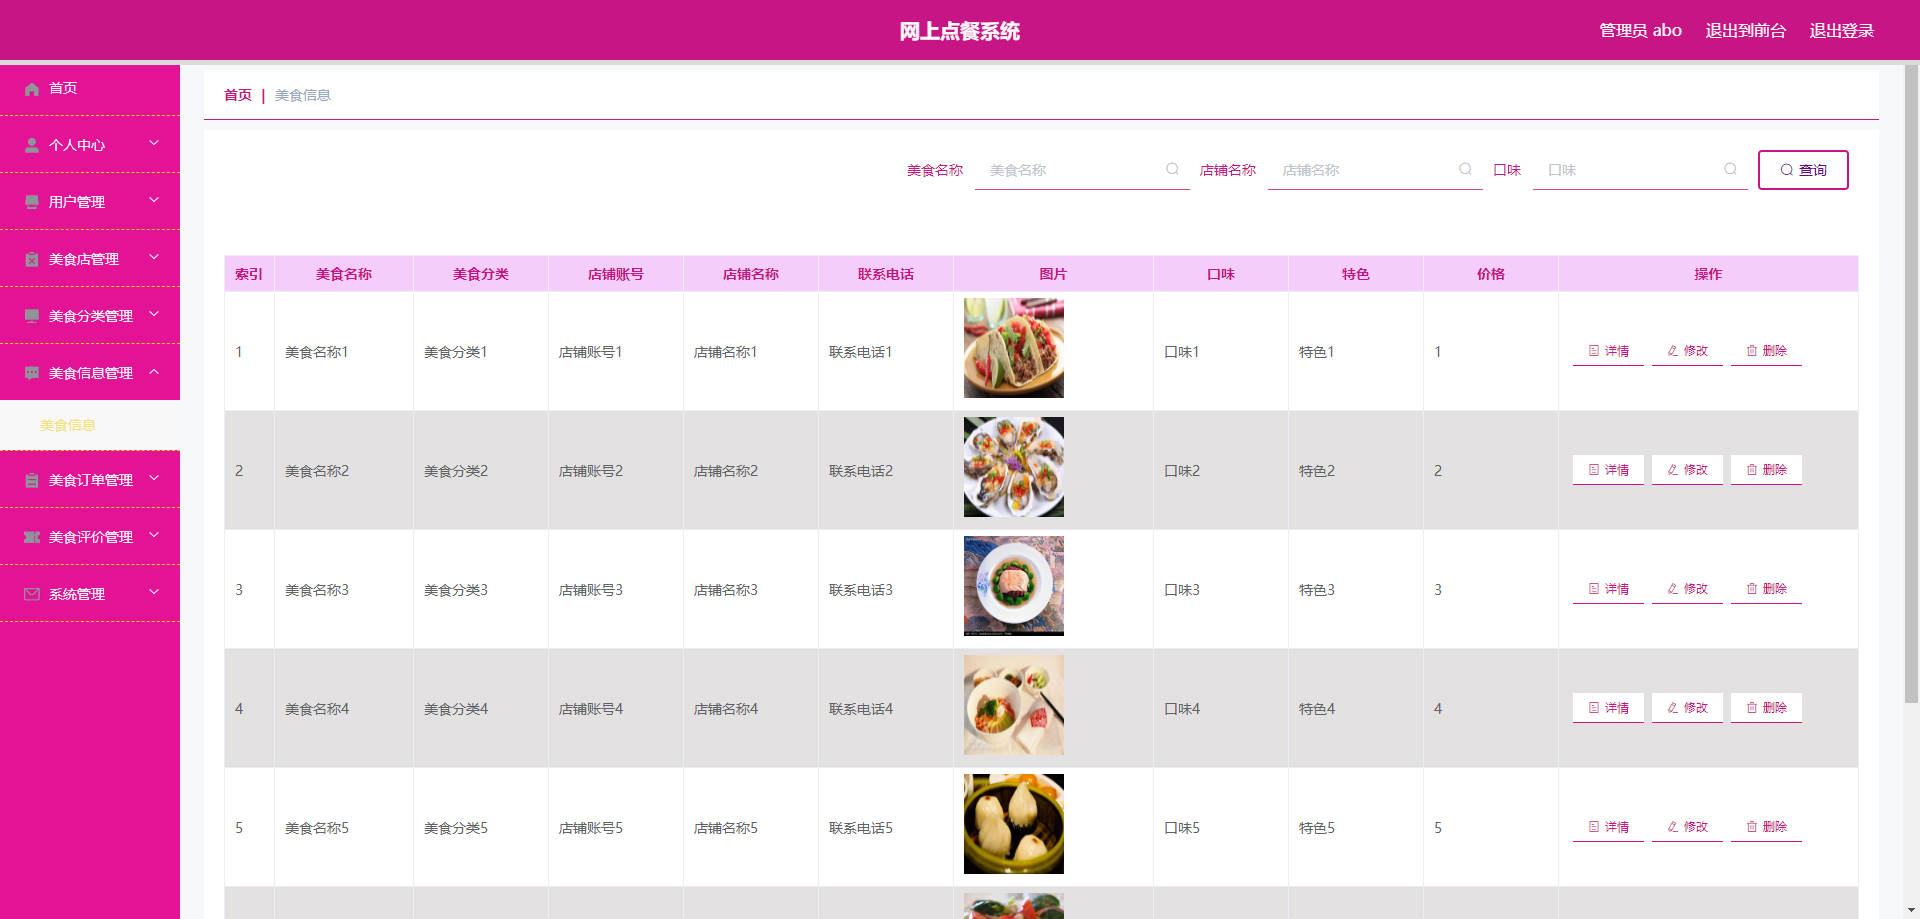 网上点餐系统
管理员 abo 退出到前台 退出登录
首页
个人中心
用户管理
美食店管理
美食分类管理
美食信息管理
美食信息
美食订单管理
美食评价管理
系统管理
首页 | 美食信息
美食名称 美食名称 店铺名称 店铺名称 口味 口味 查询
索引 美食名称 美食分类 店铺账号 店铺名称 联系电话 图片 口味 特色 价格 操作
1 美食名称1 美食分类1 店铺账号1 店铺名称1 联系电话1 口味1 特色1 1 详情 修改 删除
2 美食名称2 美食分类2 店铺账号2 店铺名称2 联系电话2 口味2 特色2 2 详情 修改 删除
3 美食名称3 美食分类3 店铺账号3 店铺名称3 联系电话3 口味3 特色3 3 详情 修改 删除
4 美食名称4 美食分类4 店铺账号4 店铺名称4 联系电话4 口味4 特色4 4 详情 修改 删除
5 美食名称5 美食分类5 店铺账号5 店铺名称5 联系电话5 口味5 特色5 5 详情 修改 删除